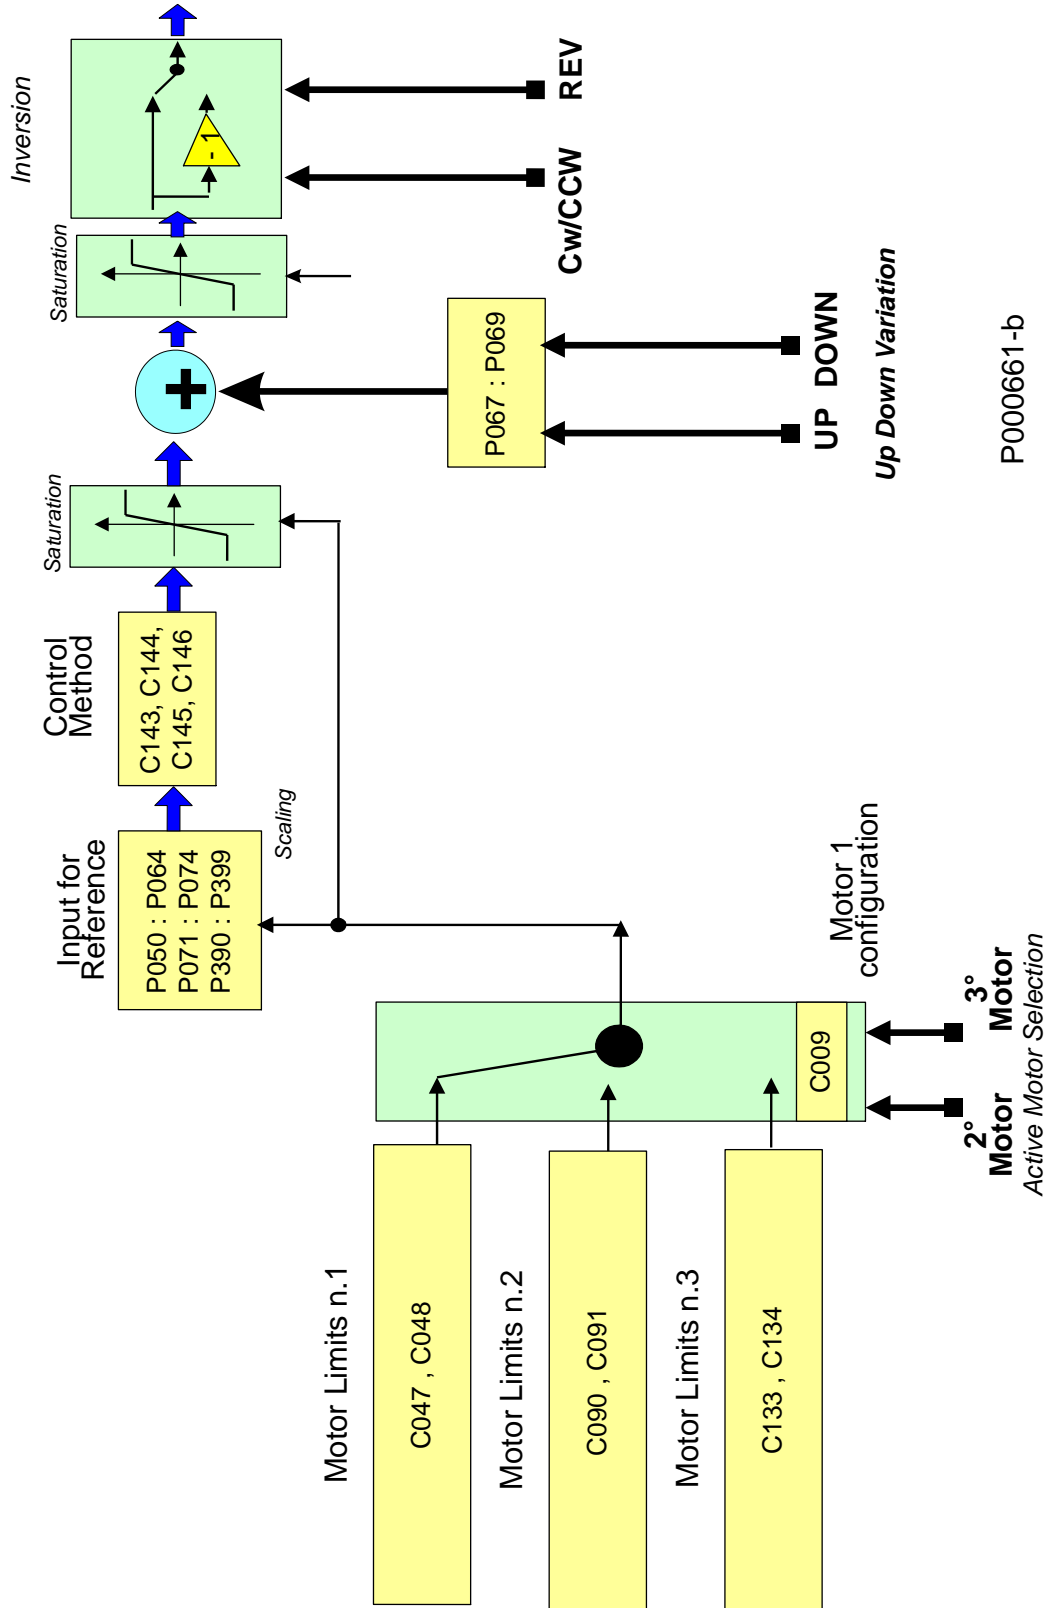 Motor Limits n.1
C047 , C048
Motor Limits n.2
C090 , C091
Motor Limits n.3
C133 , C134
2°
Motor
3°
Motor
Active Motor Selection
C009
Motor 1
configuration
Input for
Reference
P050 : P064
P071 : P074
P390 : P399
Scaling
Control
Method
C143, C144,
C145, C146
Saturation
+
P067 : P069
UP DOWN
Up Down Variation
Saturation
Inversion
- 1
Cw/CCW
REV
P000661-b